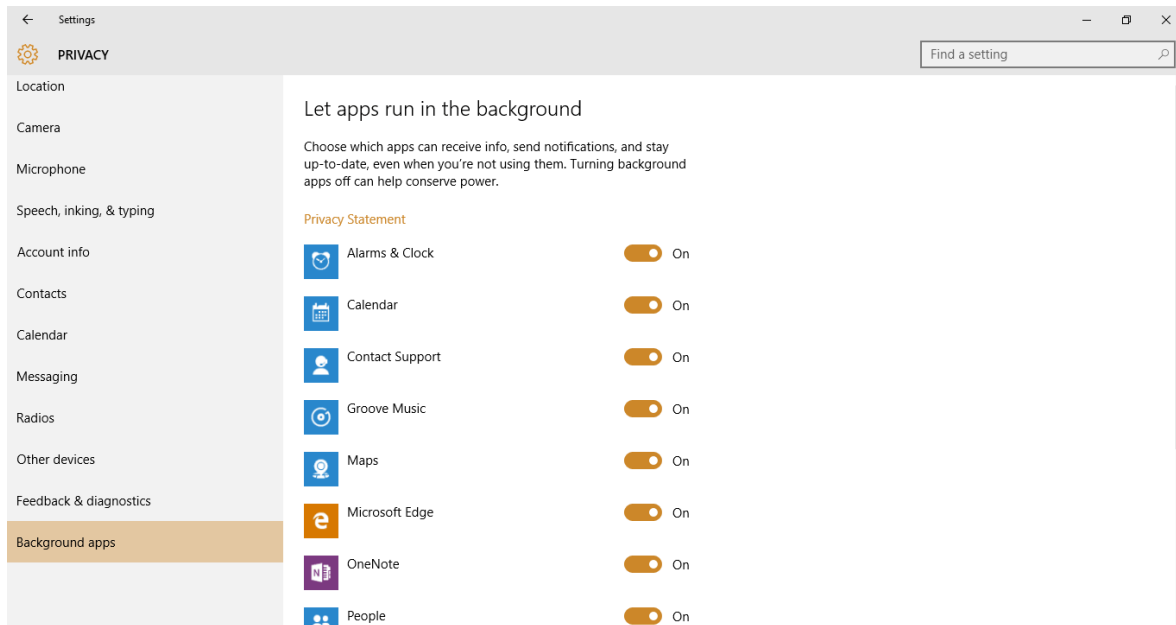 Settings
PRIVACY
Find a setting
Location
Camera
Microphone
Speech, inking, & typing
Account info
Contacts
Calendar
Messaging
Radios
Other devices
Feedback & diagnostics
Background apps
Let apps run in the background
Choose which apps can receive info, send notifications, and stay
up-to-date, even when you're not using them. Turning background
apps off can help conserve power.
Privacy Statement
Alarms & Clock On
Calendar On
Contact Support On
Groove Music On
Maps On
Microsoft Edge On
OneNote On
People On